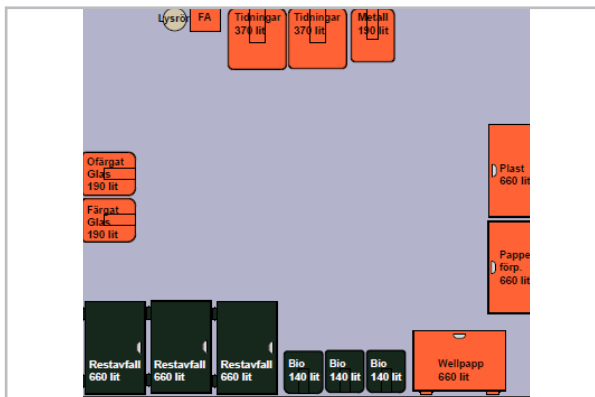 Lysrör
FA
Tidningar
370 lit
Tidningar
370 lit
Metall
190 lit
Ofärgat
Glas
190 lit
Färgat
Glas
190 lit
Plast
660 lit
Pappe
förp.
660 lit
Restavfall
660 lit
Restavfall
660 lit
Restavfall
660 lit
Bio
140 lit
Bio
140 lit
Bio
140 lit
Wellpapp
660 lit